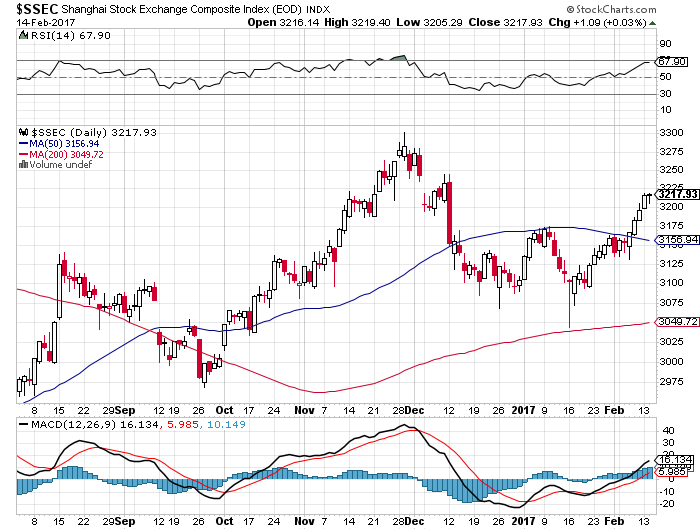 $SSEC Shanghai Stock Exchange Composite Index (EOD) INDX © StockCharts.com
14-Feb-2017 Open 3216.14 High 3219.40 Low 3205.29 Close 3217.93 Chg +1.09 (+0.03%)
RSI(14) 67.90
90
70
67.90
50
30
10
$SSEC (Daily) 3217.93
MA(50) 3156.94
MA(200) 3049.72
Volume undef
3300
3275
3250
3225
3217.93
3200
3175
3156.94
3125
3100
3075
3049.72
3025
3000
2975
8 15 22 29 Sep 12 19 26 Oct 17 24 Nov 7 14 21 28 Dec 12 19 26 2017 9 16 23 Feb 13
MACD(12,26,9) 16.134, 5.985, 10.149
40
30
20
16.134
5.985
-10
-20
8 15 22 29 Sep 12 19 26 Oct 17 24 Nov 7 14 21 28 Dec 12 19 26 2017 9 16 23 Feb 13